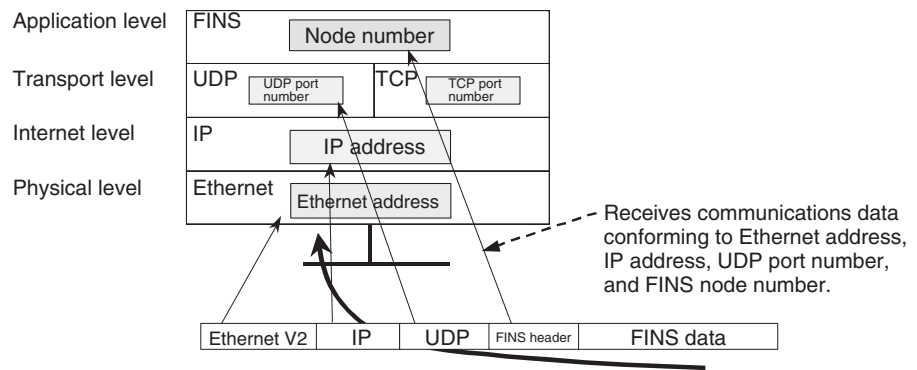 Application level
FINS
Node number
Transport level
UDP
UDP port
number
TCP
TCP port
number
Internet level
IP
IP address
Physical level
Ethernet
Ethernet address
Receives communications data
conforming to Ethernet address,
IP address, UDP port number,
and FINS node number.
Ethernet V2
IP
UDP
FINS header
FINS data